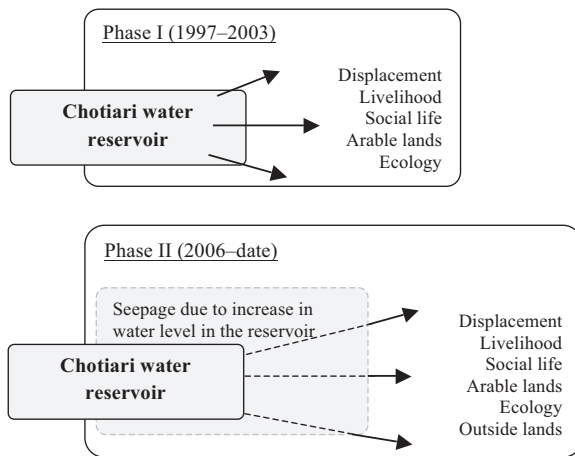 Phase I (1997–2003)
Chotiari water
reservoir
Displacement
Livelihood
Social life
Arable lands
Ecology
Phase II (2006–date)
Seepage due to increase in
water level in the reservoir
Chotiari water
reservoir
Displacement
Livelihood
Social life
Arable lands
Ecology
Outside lands